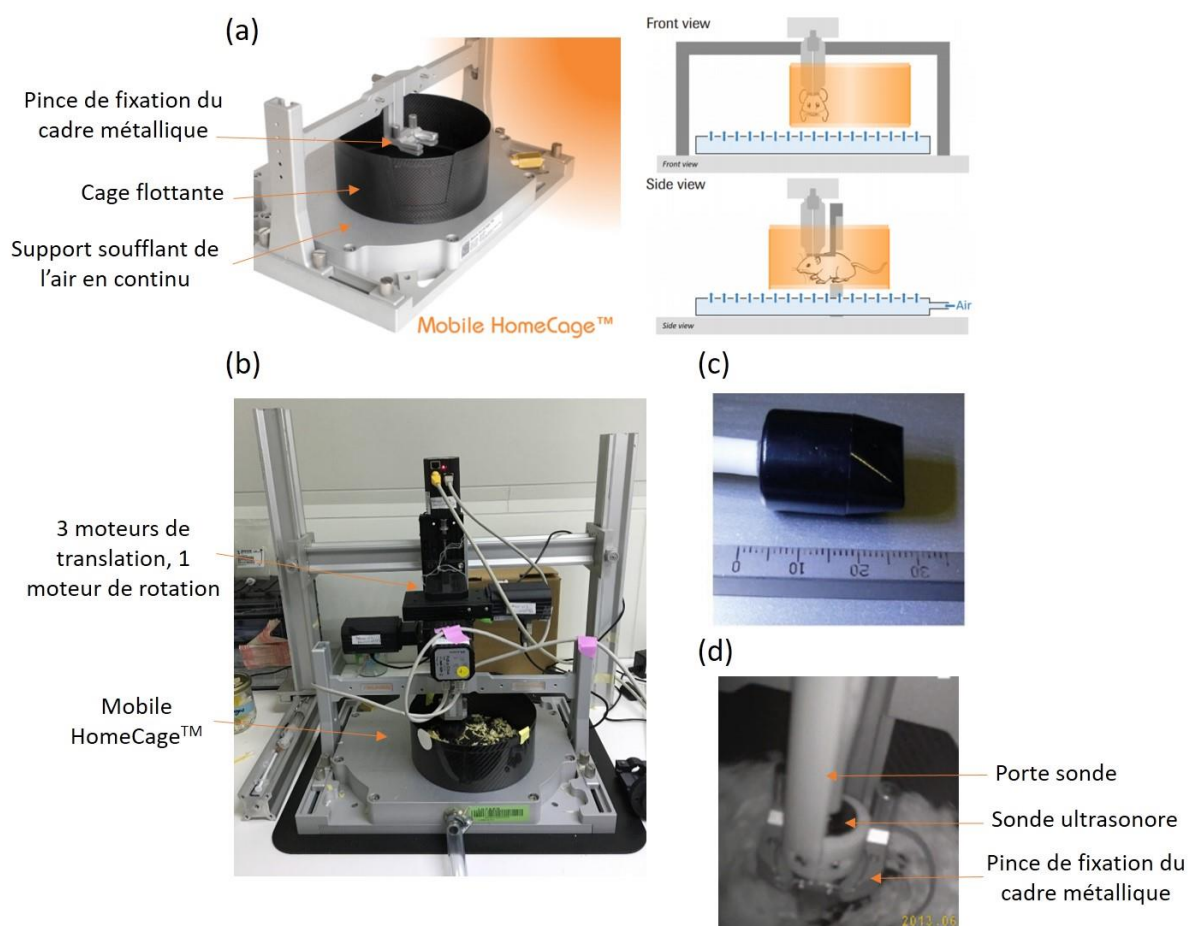 (a)
Pince de fixation du
cadre métallique
Cage flottante
Support soufflant de
l’air en continu
Mobile HomeCage™
Front view
Front view
Side view
Air
Side view
(b)
3 moteurs de
translation, 1
moteur de rotation
Mobile
HomeCage™
(c)
0 10 20 30
(d)
Porte sonde
Sonde ultrasonore
Pince de fixation du
cadre métallique
2013.06